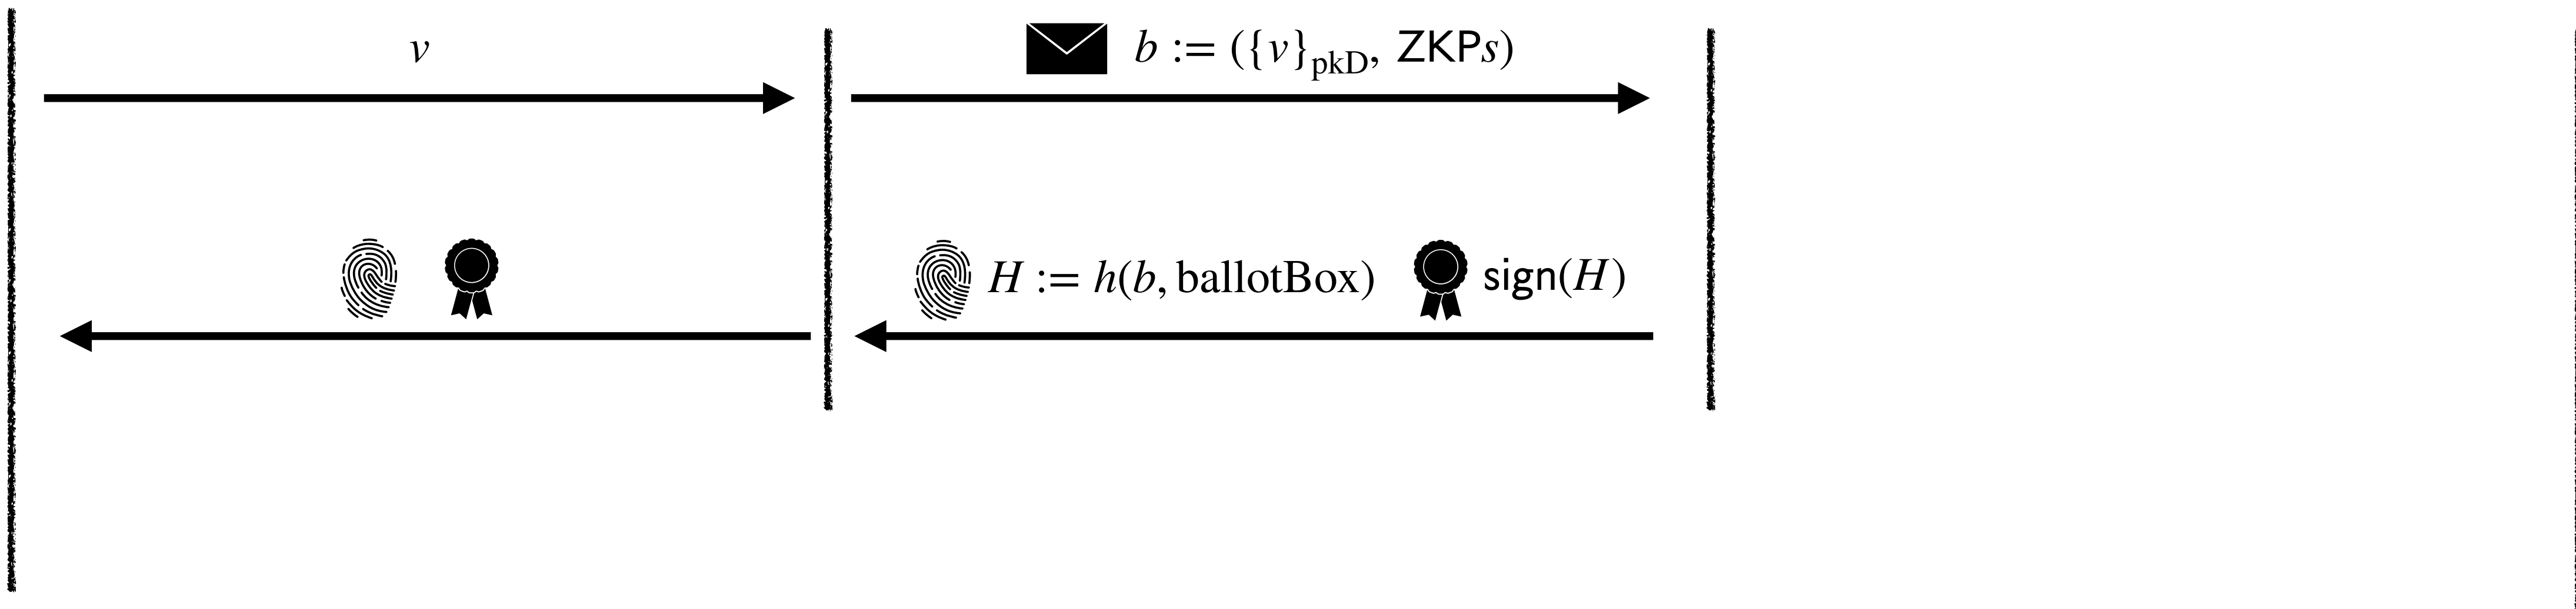 v
b := ({v}pkD, ZKPs)
H := h(b, ballotBox) sign(H)